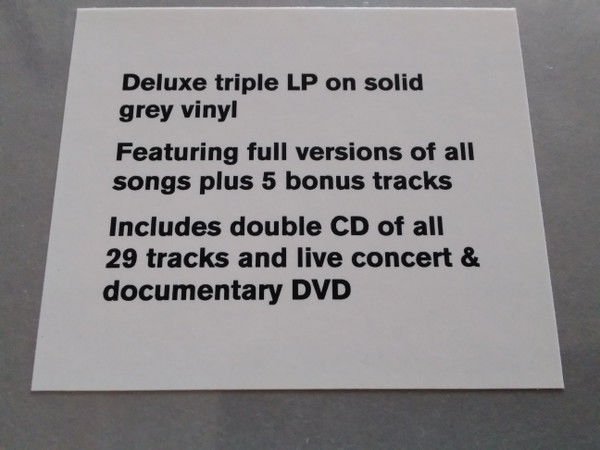 Deluxe triple LP on solid
grey vinyl
Featuring full versions of all
songs plus 5 bonus tracks
Includes double CD of all
29 tracks and live concert &
documentary DVD